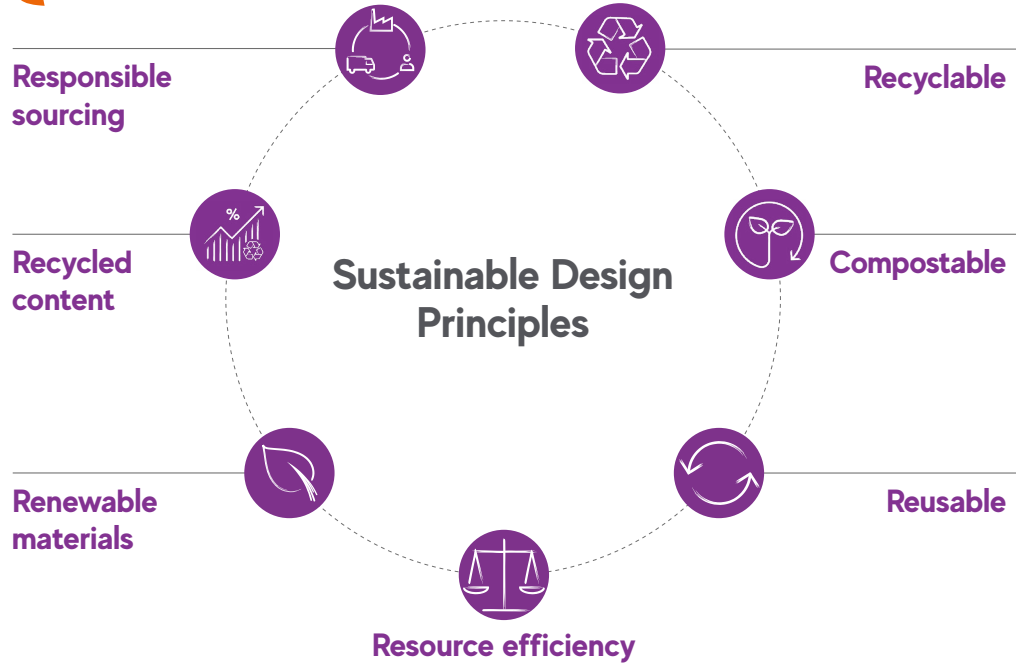 Responsible
sourcing
Recyclable
%
Recycled
content
Compostable
Sustainable Design
Principles
Renewable
materials
Reusable
Resource efficiency